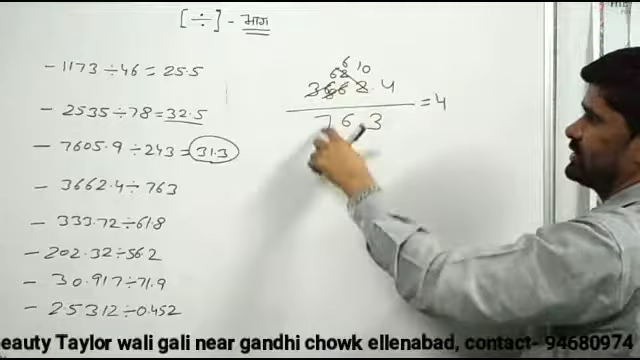 [÷] - भाग
- 1173 ÷ 46 = 25.5
- 2535 ÷ 78 = 32.5
- 7605.9 ÷ 243 = 31.3
- 3662.4 ÷ 763
- 333.72 ÷ 61.8
- 202.32 ÷ 56.2
- 30.917 ÷ 71.9
- 25312 ÷ 0.452
6 10
68
3662.4
8
763
= 4
eauty Taylor wali gali near gandhi chowk ellenabad, contact- 94680974